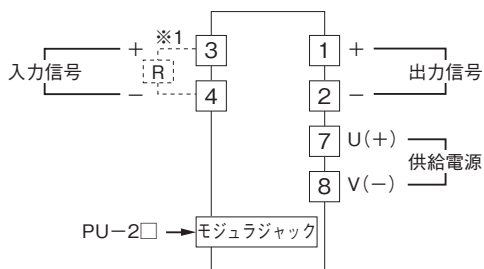 ※1
入力信号 + R 3
− 4
1 + 出力信号
2 −
7 U(+) 供給電源
8 V(−)
PU−2□ モジュラジャック